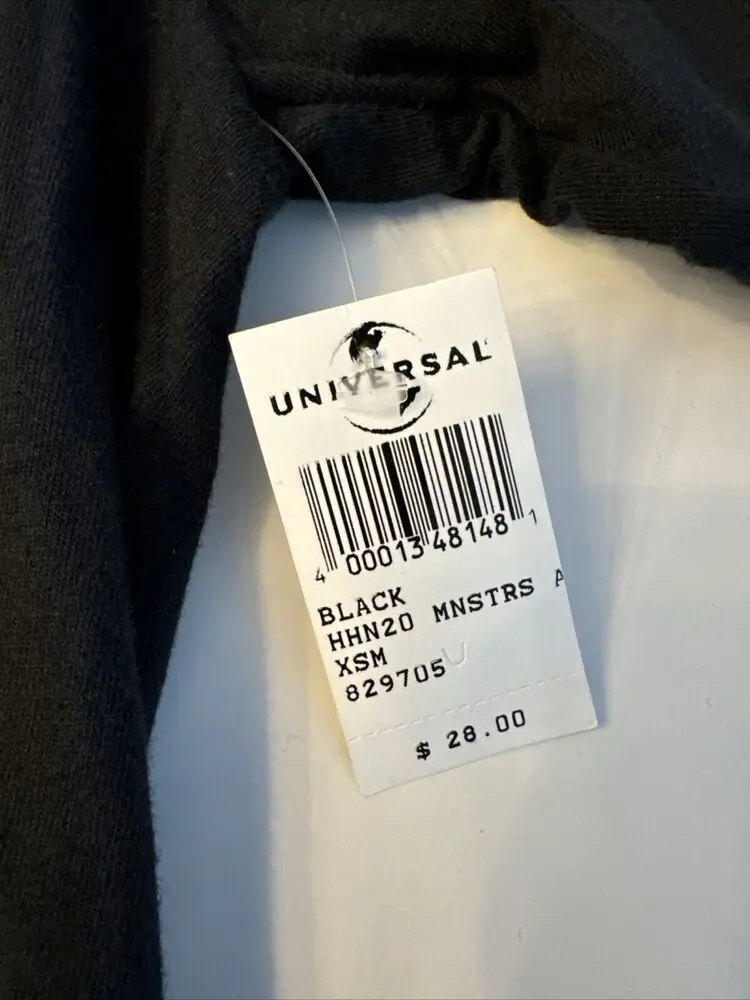 UNIVERSAL
4 00013 48148 1
BLACK
HHN20 MNSTRS A
XSM
829705
$ 28.00